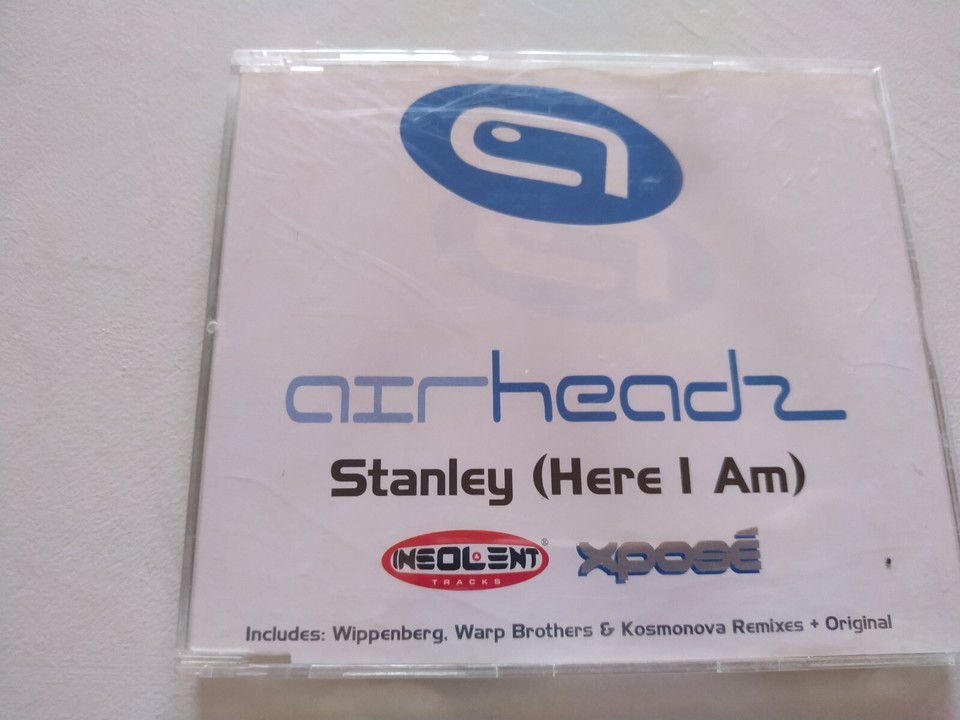 airheadz
Stanley (Here I Am)
INSOLENT ® xposé
TRACKS
Includes: Wippenberg, Warp Brothers & Kosmonova Remixes + Original